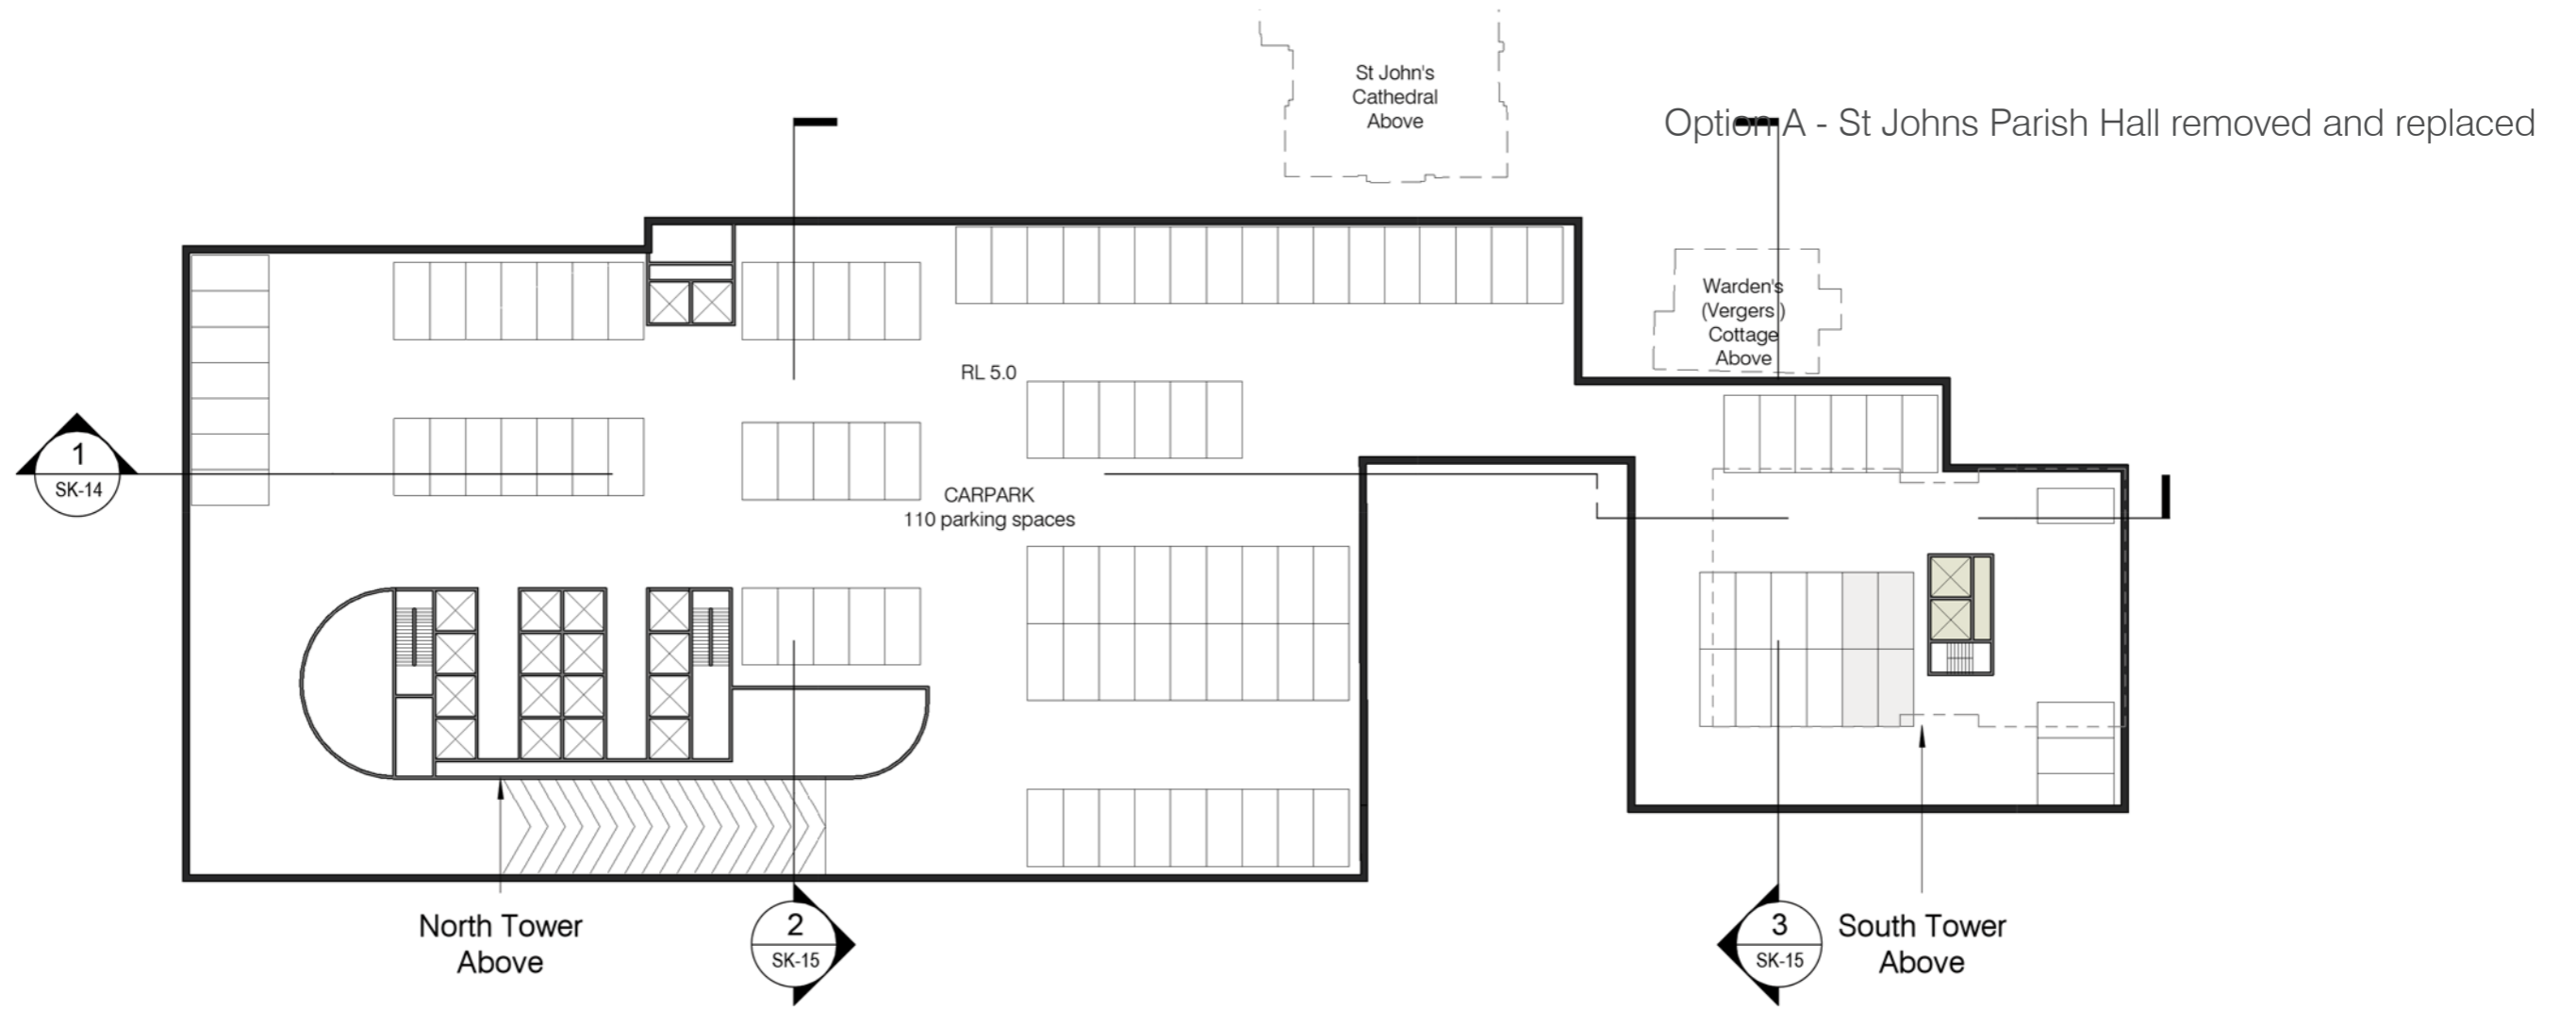 St John's
Cathedral
Above
Option A - St Johns Parish Hall removed and replaced
Warden's
(Vergers )
Cottage
Above
RL 5.0
1
SK-14
CARPARK
110 parking spaces
North Tower
Above
2
SK-15
3
SK-15
South Tower
Above